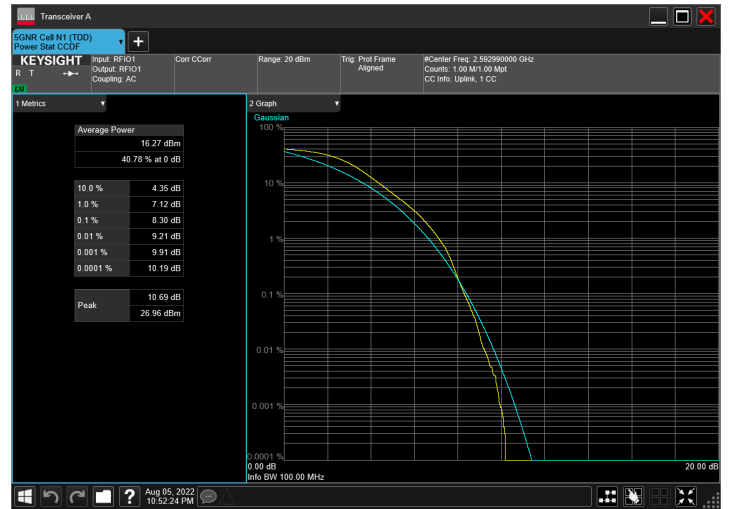 Transceiver A
5GNR Cell N1 (TDD)
Power Stat CCDF
KEYSIGHT
R T
LXI
Input: RFIO1
Output: RFIO1
Coupling: AC
Corr CCorr
Range: 20 dBm
Trig: Prot Frame
Aligned
#Center Freq: 2.592990000 GHz
Counts: 1.00 M/1.00 Mpt
CC Info: Uplink, 1 CC
1 Metrics
Average Power
16.27 dBm
40.78 % at 0 dB
10.0 % 4.35 dB
1.0 % 7.12 dB
0.1 % 8.30 dB
0.01 % 9.21 dB
0.001 % 9.91 dB
0.0001 % 10.19 dB
Peak
10.69 dB
26.96 dBm
2 Graph
Gaussian
100 %
10 %
1 %
0.1 %
0.01 %
0.001 %
0.0001 %
0.00 dB 20.00 dB
Info BW 100.00 MHz
?
Aug 05, 2022
10:52:24 PM